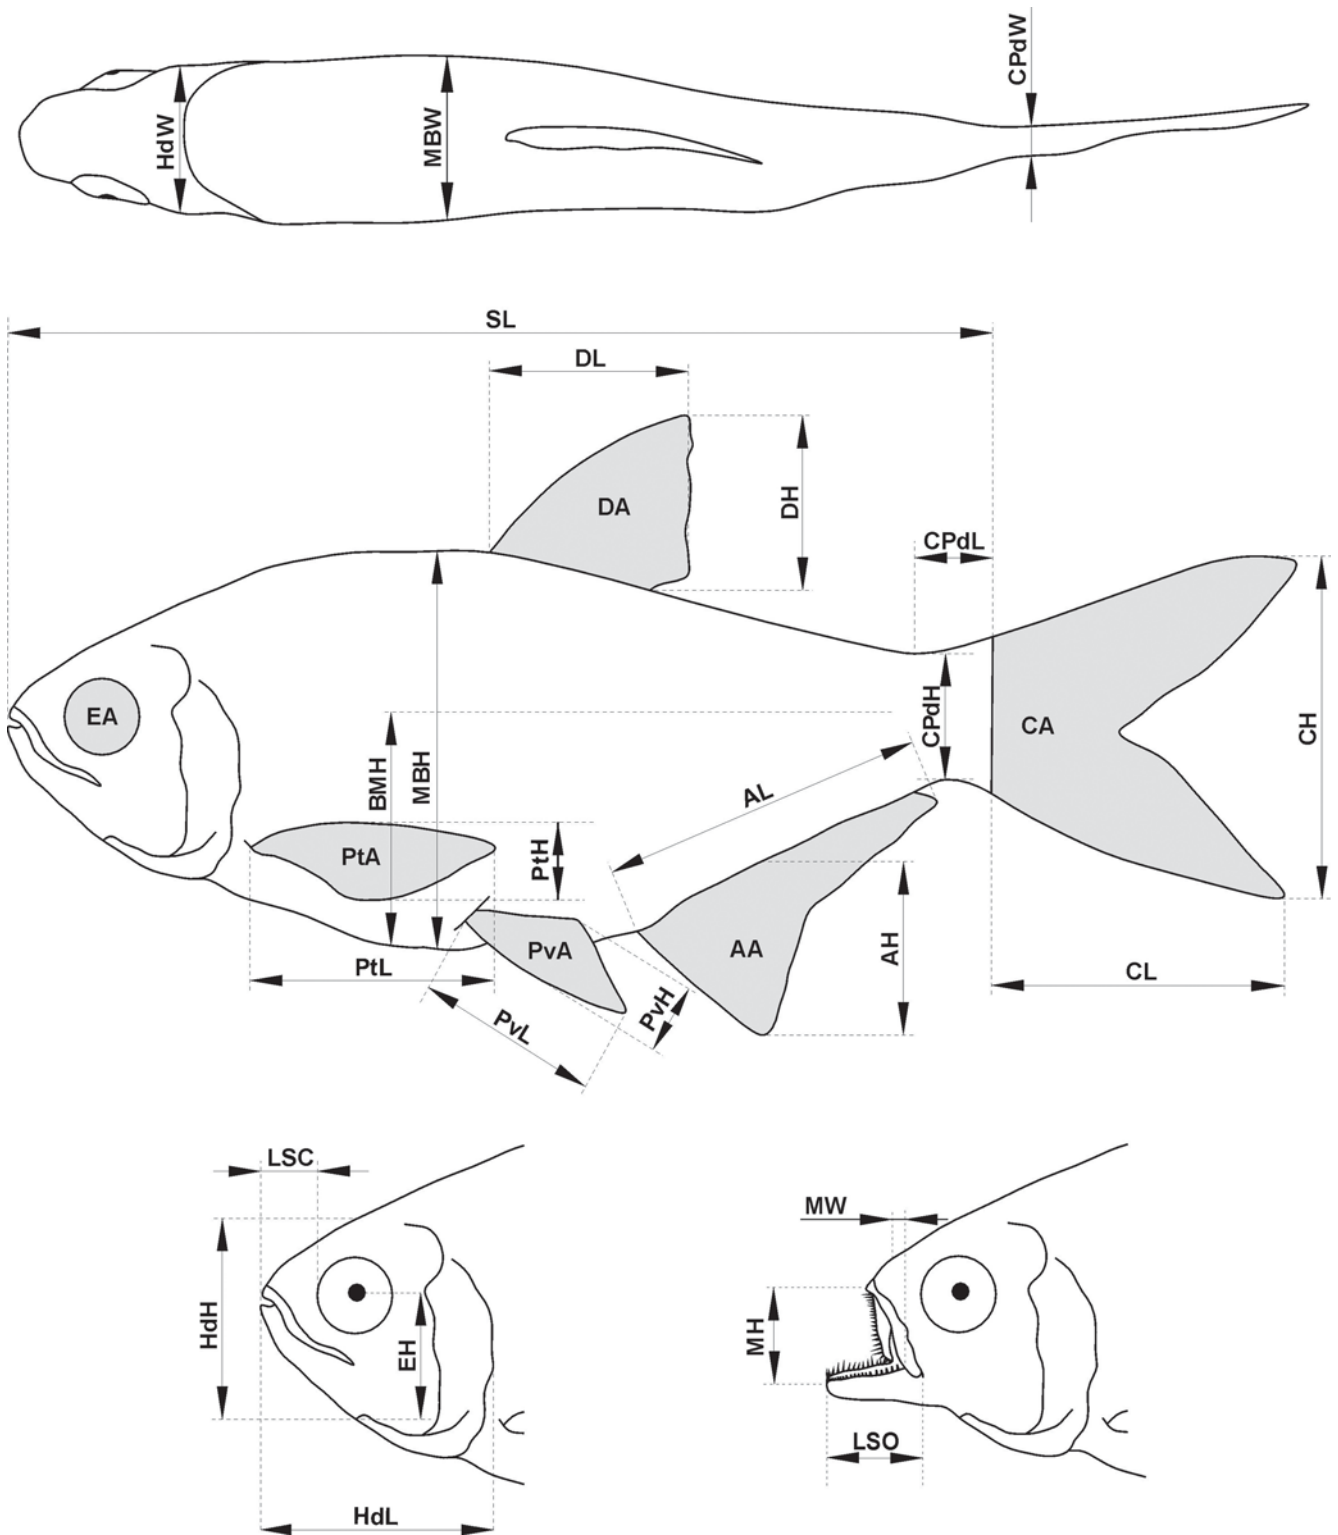 CPdW
HdW
MBW
SL
DL
DA
DH
CPdL
EA
CPdH
CA
CH
BMH
MBH
AL
PtA
PtH
PvA
AA
AH
PtL
CL
PvL
PvH
LSC
MW
HdH
EH
MH
LSO
HdL